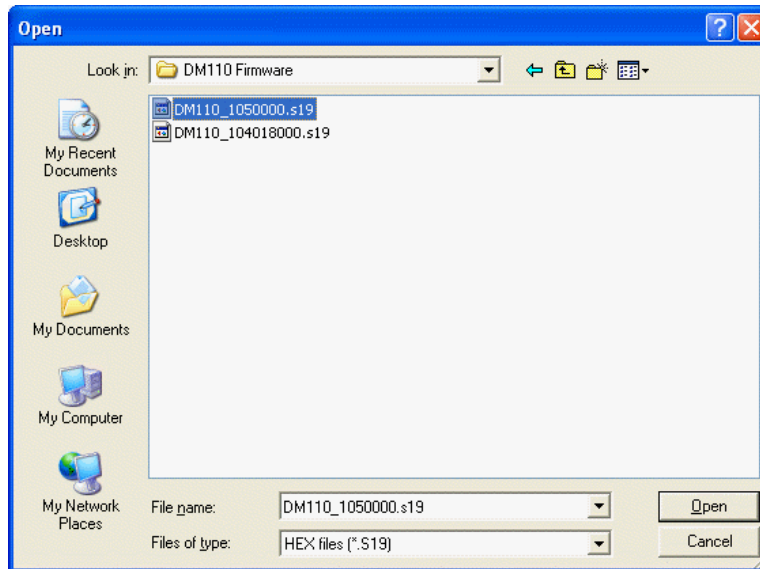 Open
Look in:
DM110 Firmware
DM110_1050000.s19
DM110_104018000.s19
My Recent
Documents
Desktop
My Documents
My Computer
My Network
Places
File name:
DM110_1050000.s19
Open
Files of type:
HEX files (*.S19)
Cancel